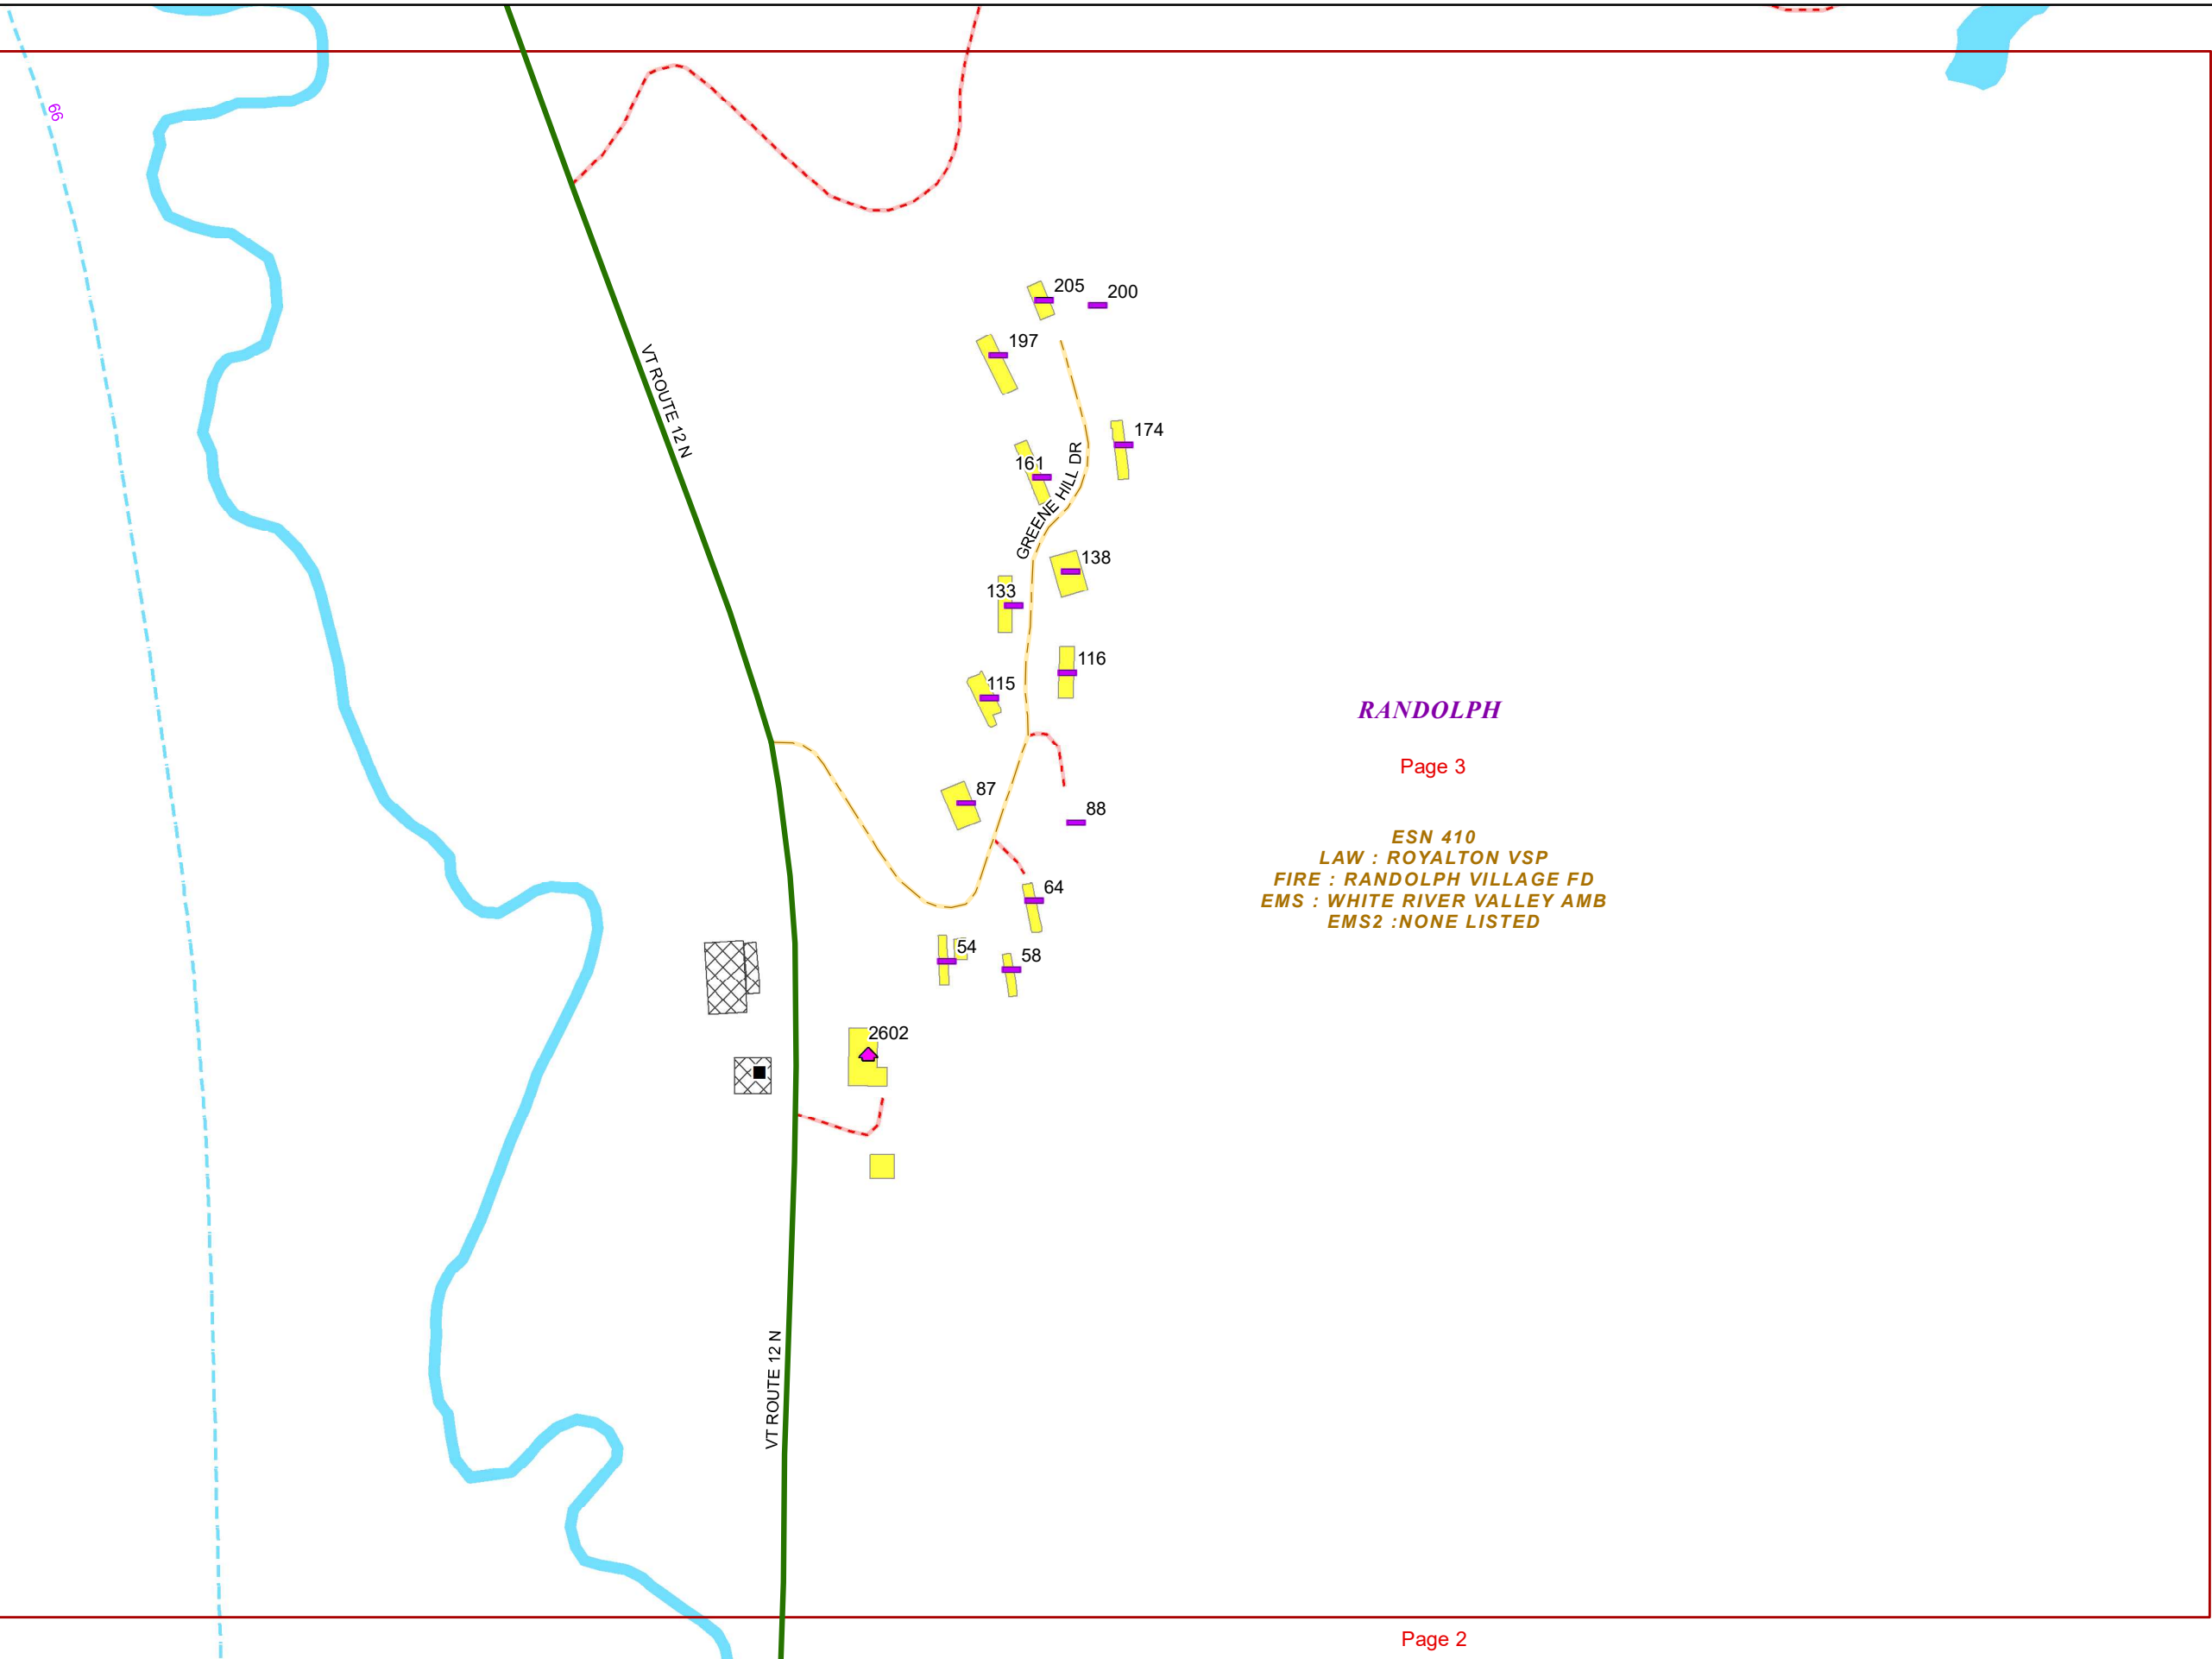 66
205
200
197
VT ROUTE 12 N
174
161
GREENE HILL DR
138
133
116
115
RANDOLPH
Page 3
87
88
ESN 410
LAW : ROYALTON VSP
FIRE : RANDOLPH VILLAGE FD
EMS : WHITE RIVER VALLEY AMB
EMS2 :NONE LISTED
64
54
58
2602
VT ROUTE 12 N
Page 2